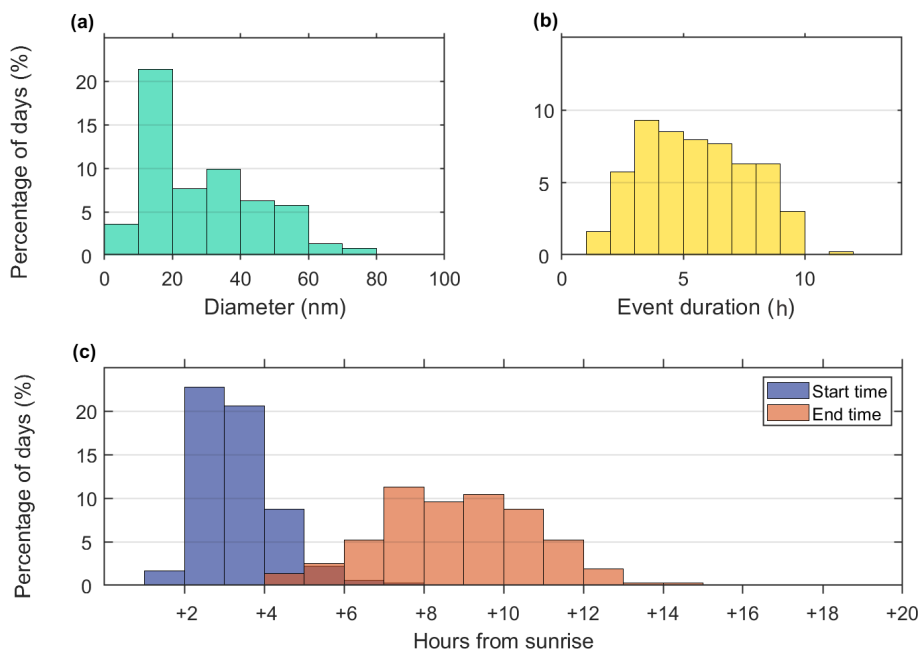 (a)
Percentage of days (%)
20
15
10
5
0
0 20 40 60 80 100
Diameter (nm)
(b)
10
5
0
0 5 10
Event duration (h)
(c)
Percentage of days (%)
20
15
10
5
0
Start time
End time
+2 +4 +6 +8 +10 +12 +14 +16 +18 +20
Hours from sunrise